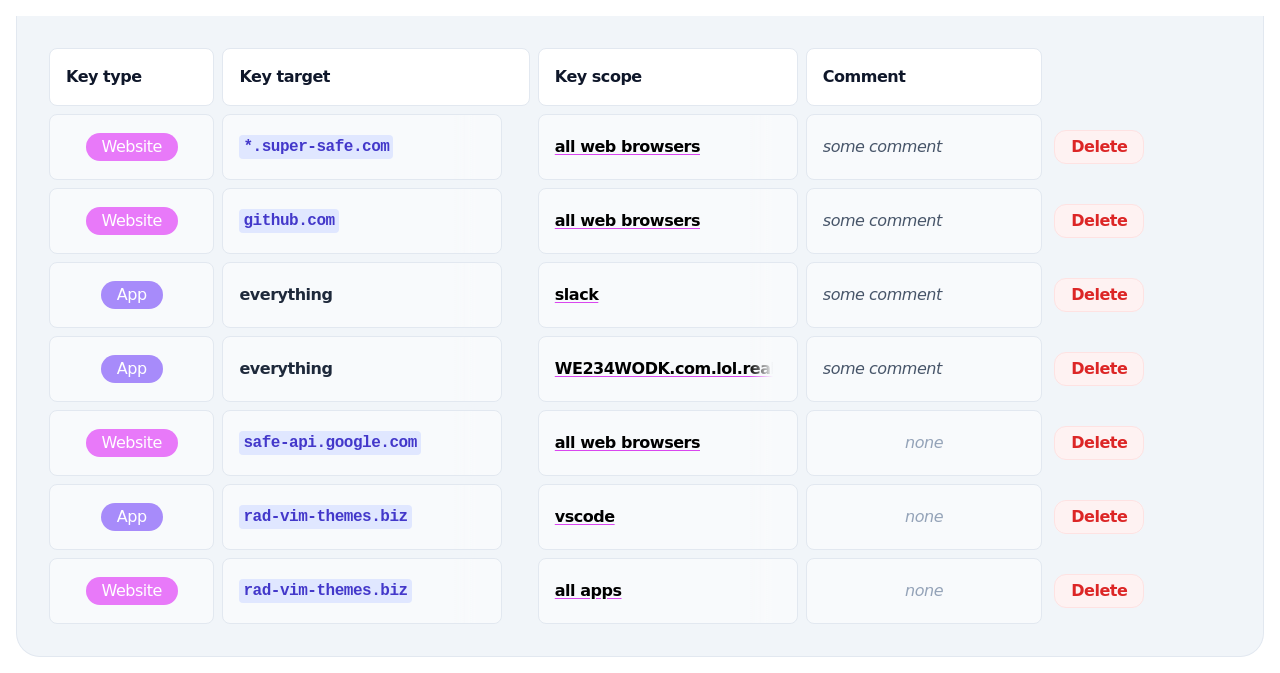 Key type Key target Key scope Comment
Website *.super-safe.com all web browsers some comment Delete
Website github.com all web browsers some comment Delete
App everything slack some comment Delete
App everything WE234WODK.com.lol.rea some comment Delete
Website safe-api.google.com all web browsers none Delete
App rad-vim-themes.biz vscode none Delete
Website rad-vim-themes.biz all apps none Delete